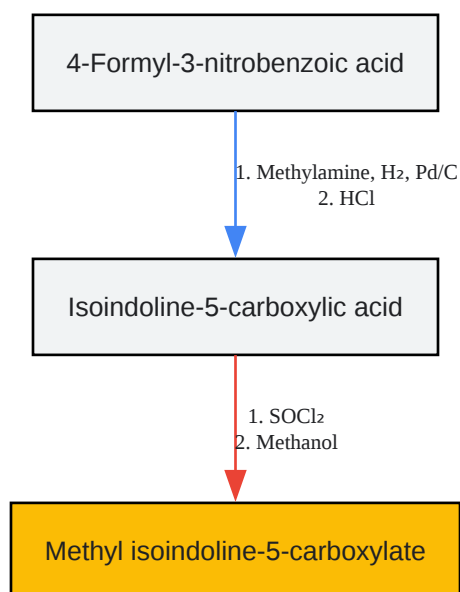 4-Formyl-3-nitrobenzoic acid
1. Methylamine, H₂, Pd/C
2. HCl
Isoindoline-5-carboxylic acid
1. SOCl₂
2. Methanol
Methyl isoindoline-5-carboxylate